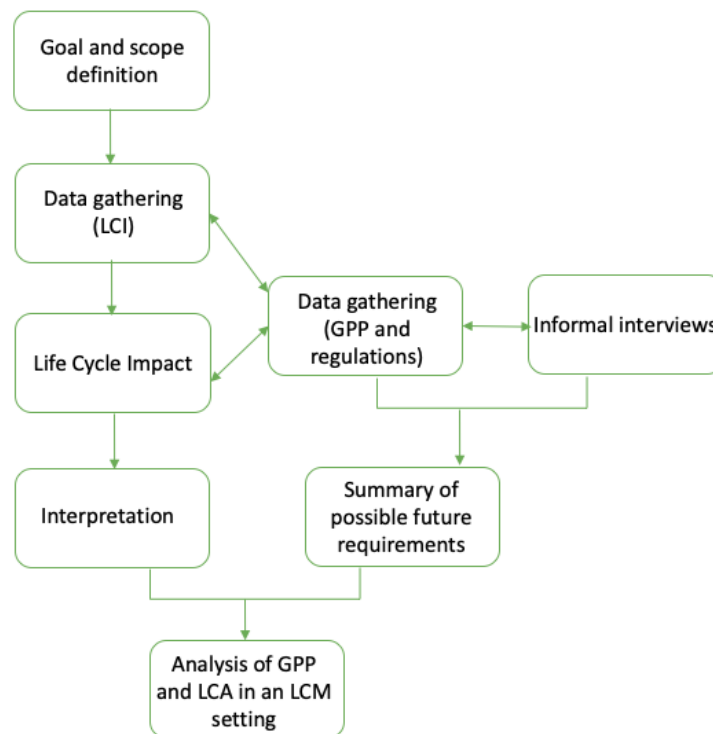 Goal and scope
definition
Data gathering
(LCI)
Data gathering
(GPP and
regulations)
Informal interviews
Life Cycle Impact
Interpretation
Summary of
possible future
requirements
Analysis of GPP
and LCA in an LCM
setting